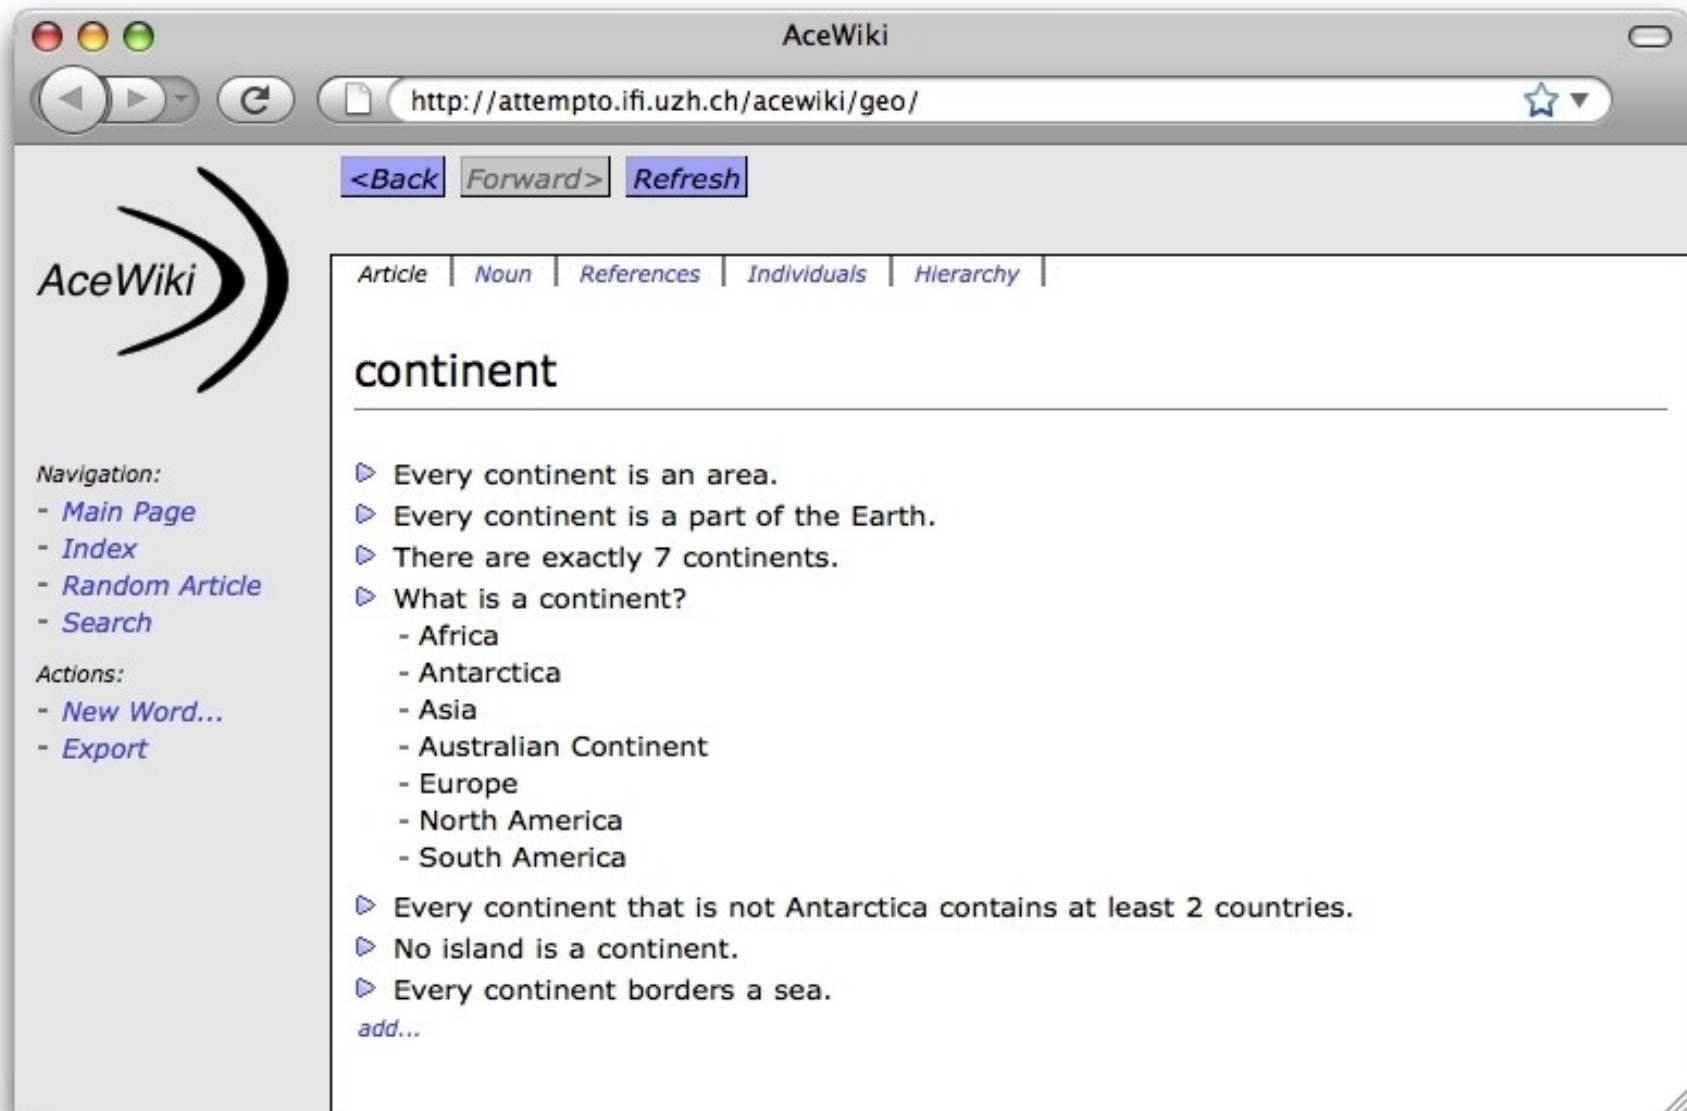 AceWiki
http://attempto.ifi.uzh.ch/acewiki/geo/
<Back Forward> Refresh
AceWiki
Article Noun References Individuals Hierarchy
continent
Navigation:
- Main Page
- Index
- Random Article
- Search
Actions:
- New Word...
- Export
Every continent is an area.
Every continent is a part of the Earth.
There are exactly 7 continents.
What is a continent?
- Africa
- Antarctica
- Asia
- Australian Continent
- Europe
- North America
- South America
Every continent that is not Antarctica contains at least 2 countries.
No island is a continent.
Every continent borders a sea.
add...